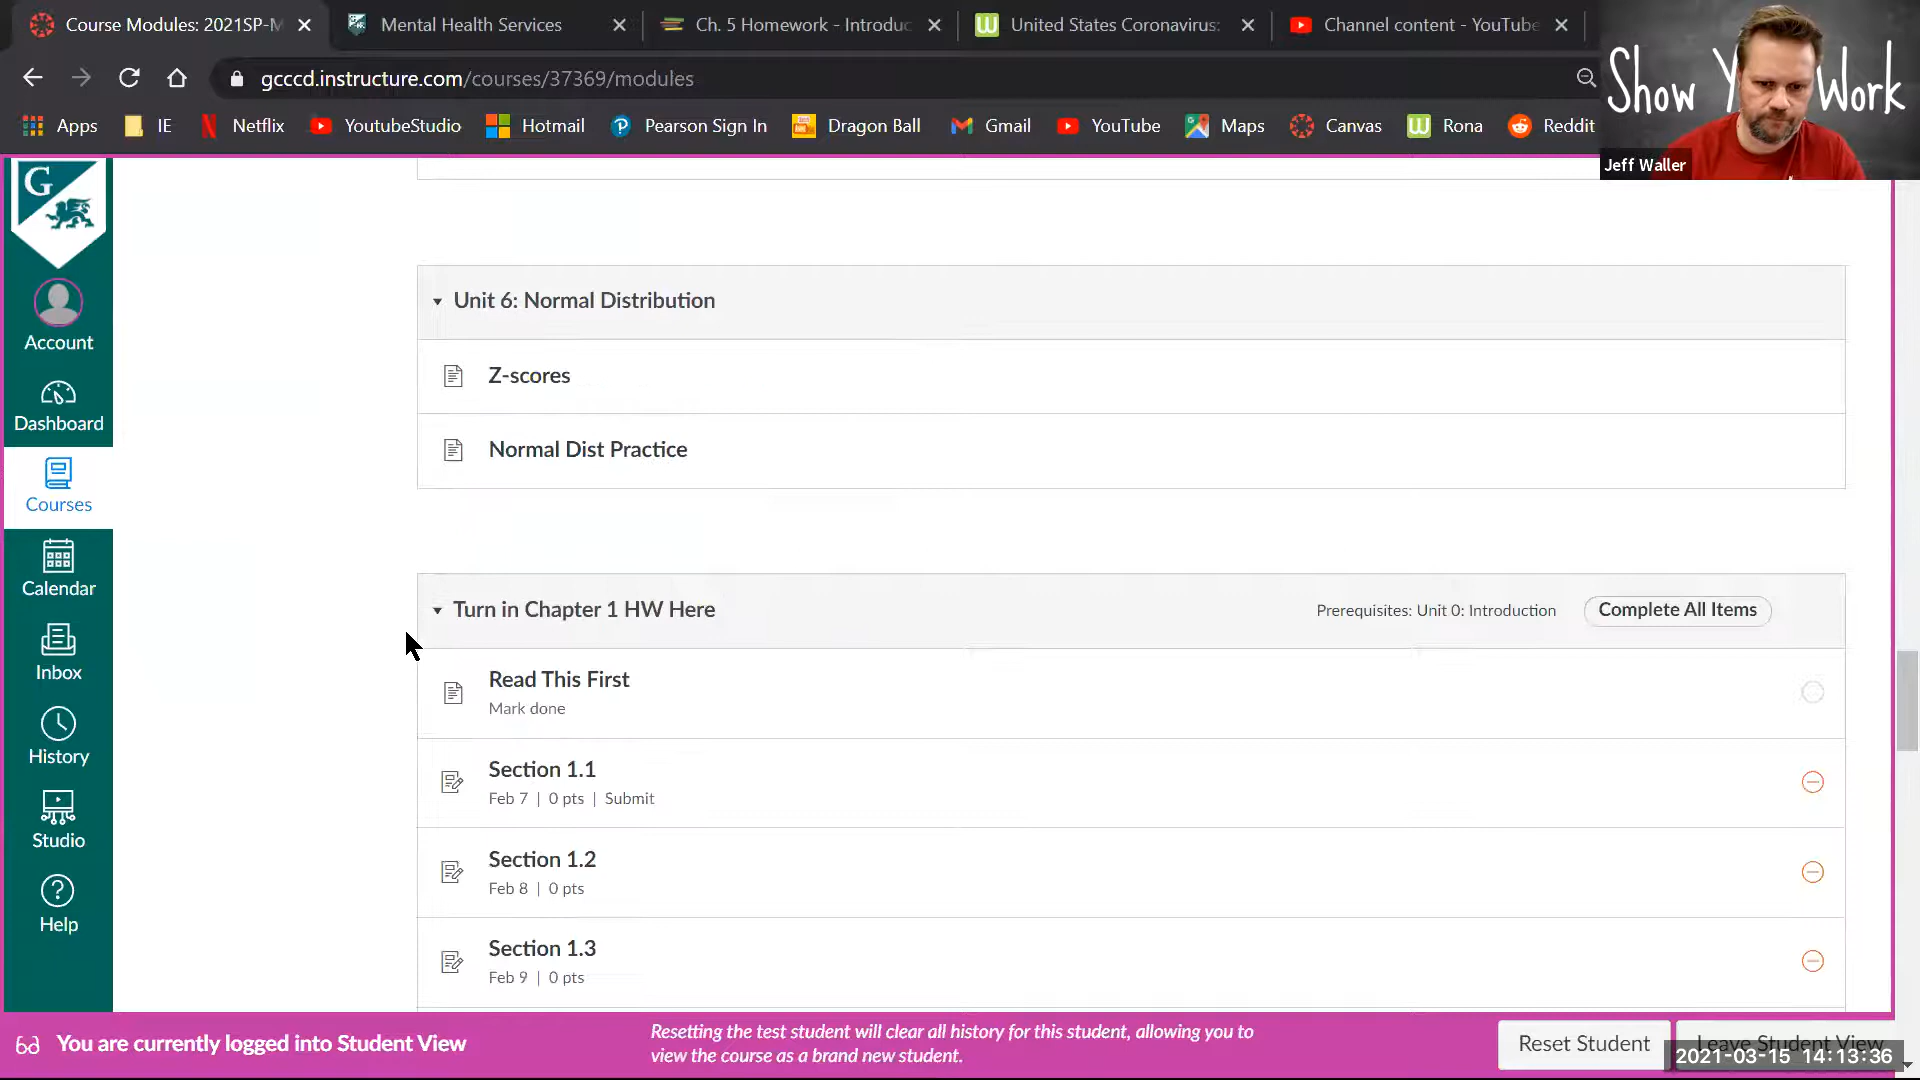 Course Modules: 2021SP-M
Mental Health Services
Ch. 5 Homework - Introduc
United States Coronavirus:
Channel content - YouTube
gcccd.instructure.com/courses/37369/modules
Apps
IE
Netflix
YoutubeStudio
Hotmail
Pearson Sign In
Dragon Ball
Gmail
YouTube
Maps
Canvas
Rona
Reddit
Show Y Work
Jeff Waller
G
Account
Dashboard
Courses
Calendar
Inbox
History
Studio
Help
Unit 6: Normal Distribution
Z-scores
Normal Dist Practice
Turn in Chapter 1 HW Here
Prerequisites: Unit 0: Introduction
Complete All Items
Read This First
Mark done
Section 1.1
Feb 7 | 0 pts | Submit
Section 1.2
Feb 8 | 0 pts
Section 1.3
Feb 9 | 0 pts
You are currently logged into Student View
Resetting the test student will clear all history for this student, allowing you to
view the course as a brand new student.
Reset Student
Leave Student View
2021-03-15 14:13:36